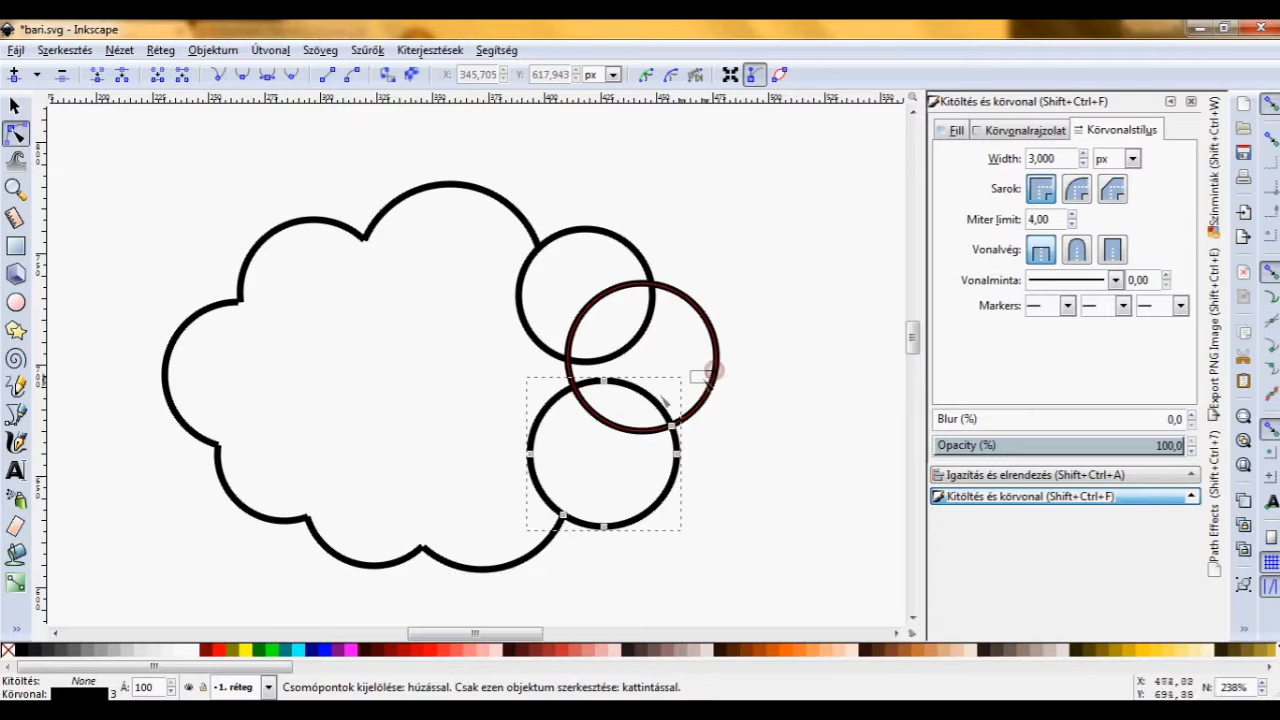 *bari.svg - Inkscape
Fájl Szerkesztés Nézet Réteg Objektum Útvonal Szöveg Szűrők Kiterjesztések Segítség
X: 345,705 Y: 617,943 px
Kitöltés és körvonal (Shift+Ctrl+F)
Fill Körvonalrajzolat Körvonalstílus
Width: 3,000 px
Sarok:
Miter limit: 4,00
Vonalvég:
Vonalminta: 0,00
Markers:
Blur (%) 0,0
Opacity (%) 100,0
Igazítás és elrendezés (Shift+Ctrl+A)
Kitöltés és körvonal (Shift+Ctrl+F)
Színminták (Shift+Ctrl+W)
Export PNG Image (Shift+Ctrl+E)
Path Effects (Shift+Ctrl+7)
Kitöltés: None
Körvonal: 3
Á: 100
1. réteg
Csomópontok kijelölése: húzással. Csak ezen objektum szerkesztése: kattintással.
X:
Y:
N: 238%